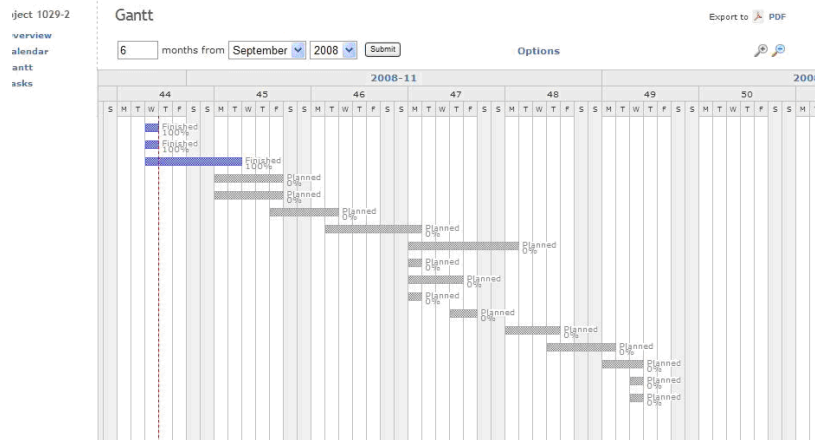 ject 1029-2
verview
alendar
antt
asks
Gantt
Export to PDF
6 months from September 2008 Submit
Options
2008-11
2008
44 45 46 47 48 49 50
S M T W T F S S M T W T F S S M T W T F S S M T W T F S S M T W T F S S M T W T F S S M T W T F S S M
Finished
100%
Finished
100%
Finished
100%
Planned
0%
Planned
0%
Planned
0%
Planned
0%
Planned
0%
Planned
0%
Planned
0%
Planned
0%
Planned
0%
Planned
0%
Planned
0%
Planned
0%
Planned
0%
Planned
0%